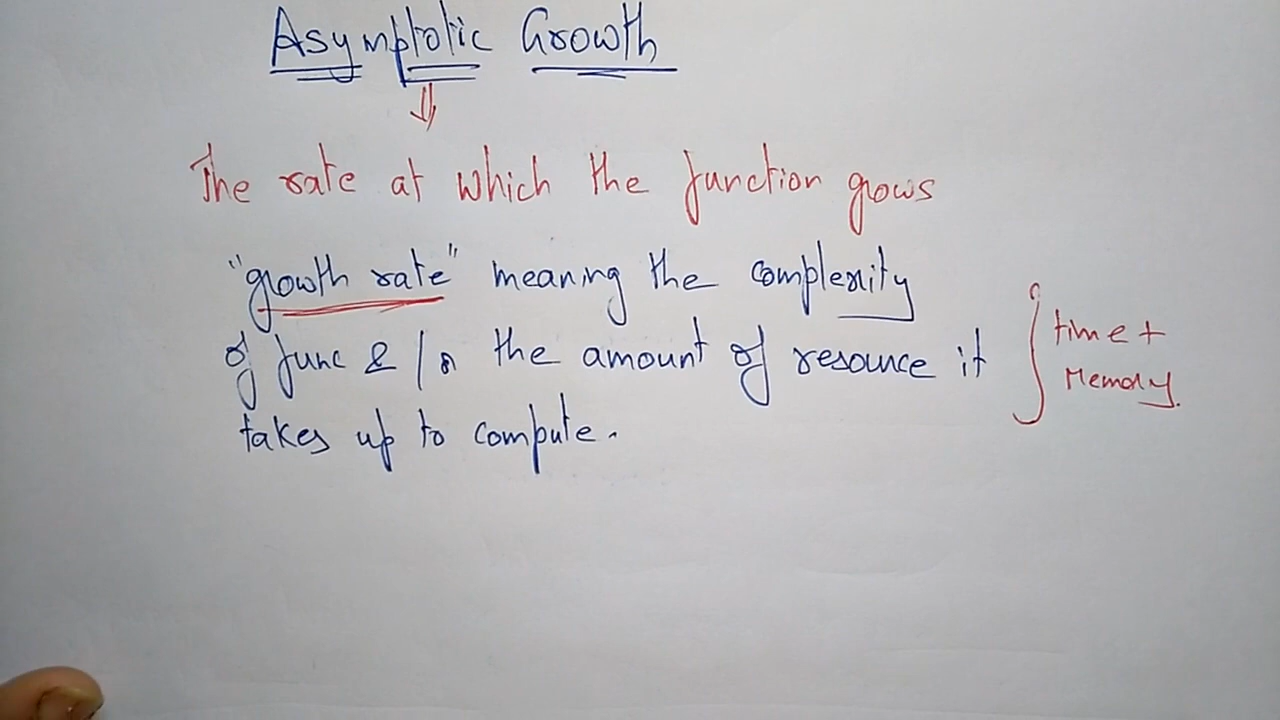 Asymptotic Growth
The rate at which the function grows
"growth rate" meaning the complexity
of func & / or the amount of resource it
takes up to compute.
time +
Memory.